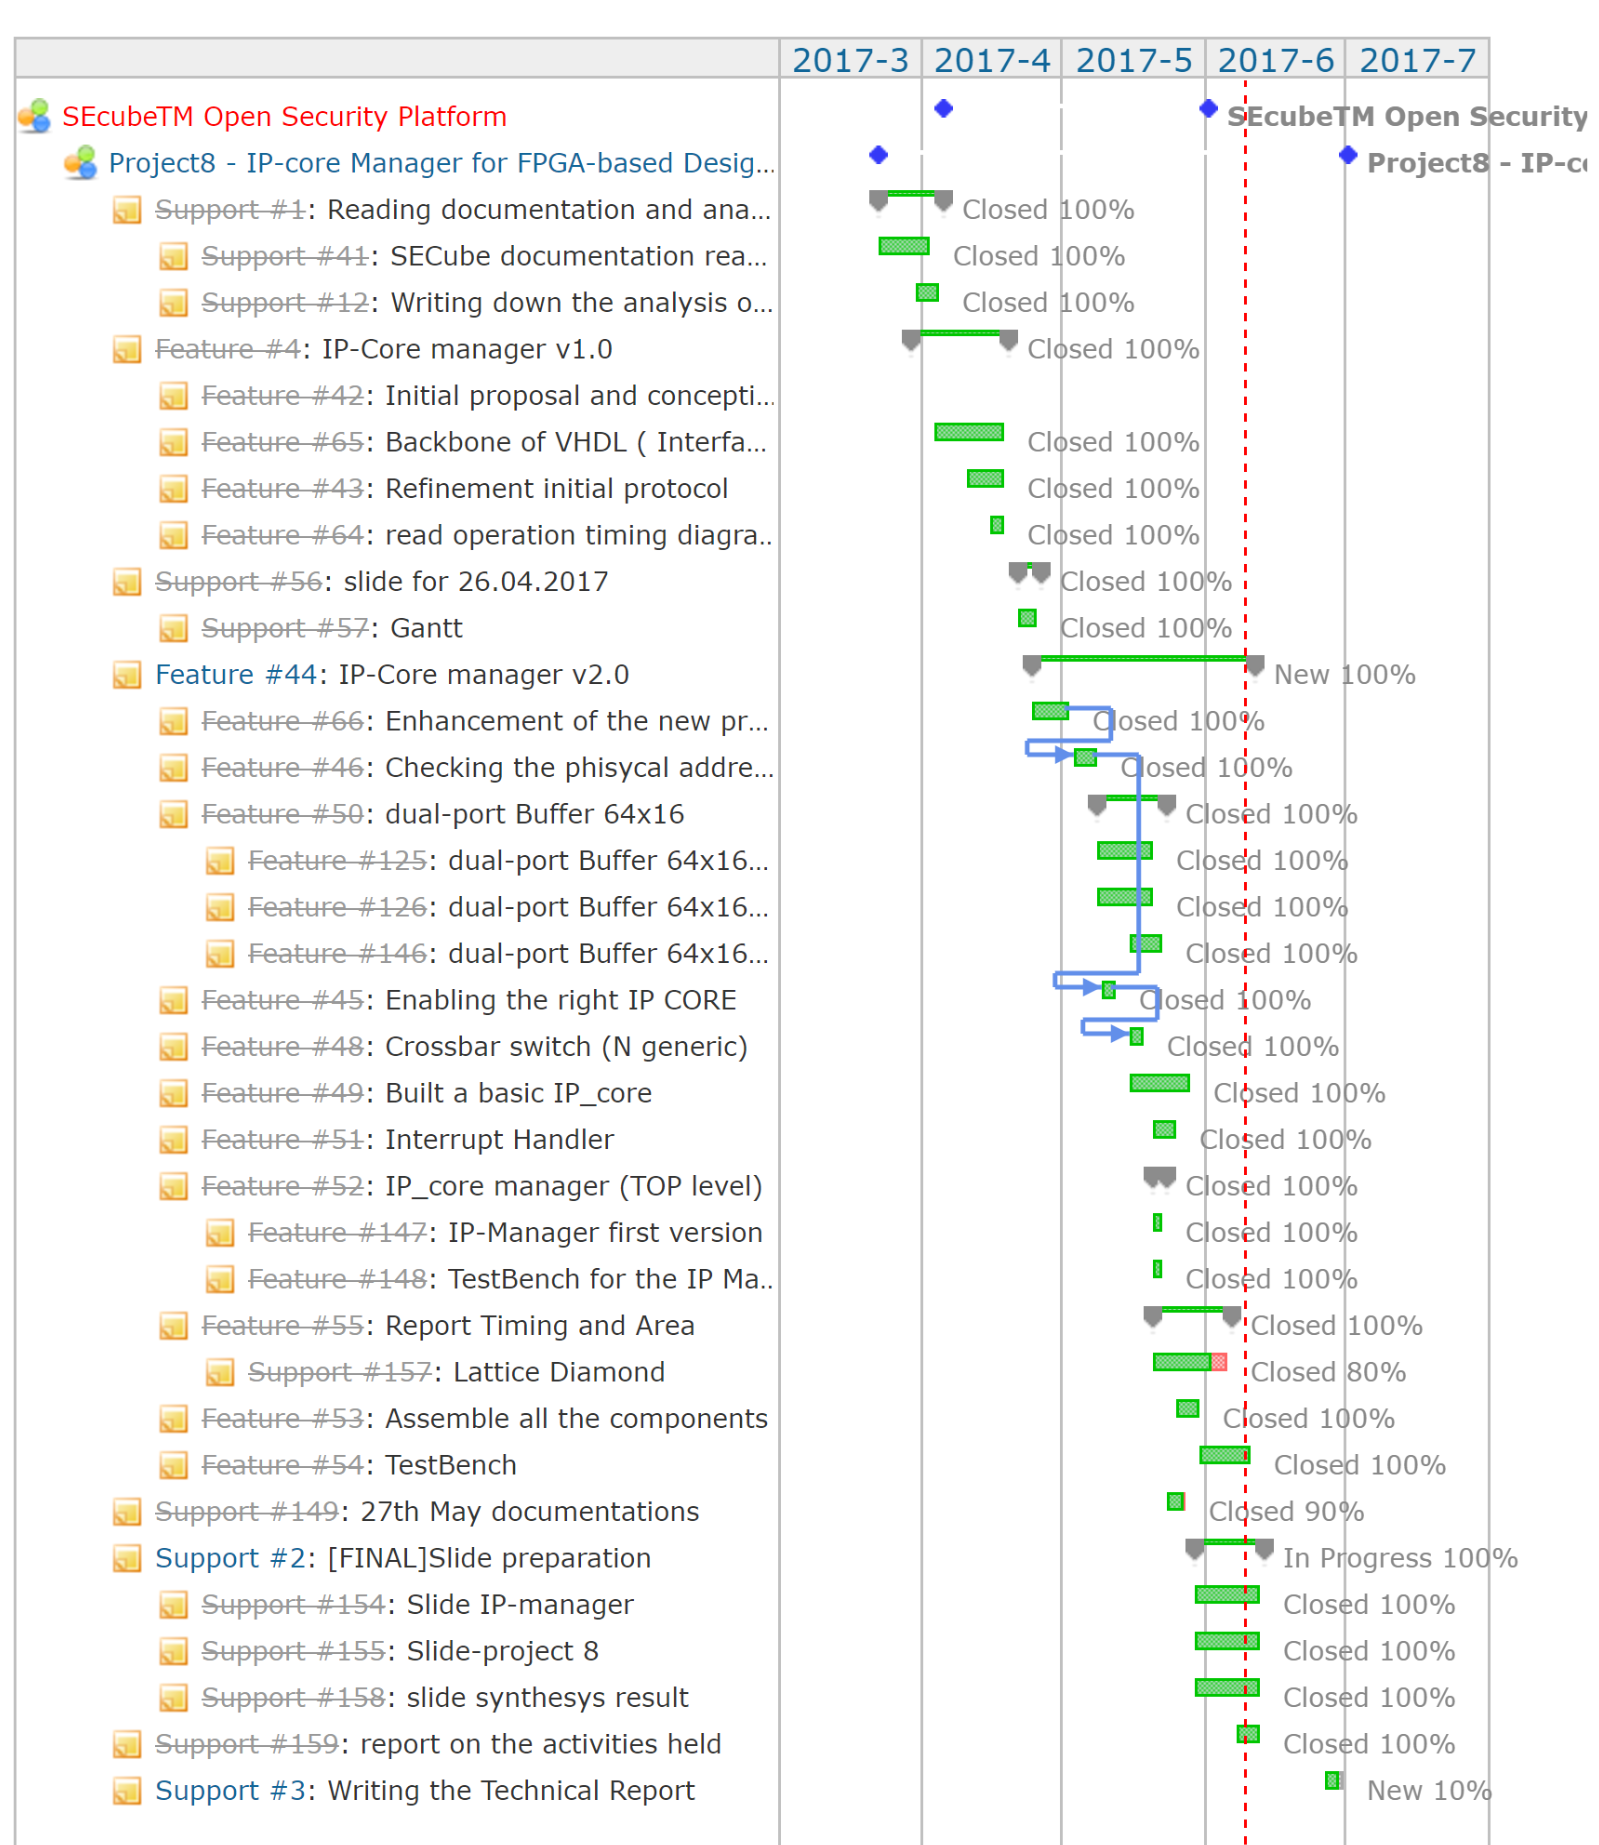 2017-3 2017-4 2017-5 2017-6 2017-7
SEcubeTM Open Security Platform SEcubeTM Open Security
Project8 - IP-core Manager for FPGA-based Desig... Project8 - IP-co
Support #1: Reading documentation and ana... Closed 100%
Support #41: SECube documentation rea... Closed 100%
Support #12: Writing down the analysis o... Closed 100%
Feature #4: IP-Core manager v1.0 Closed 100%
Feature #42: Initial proposal and concepti...
Feature #65: Backbone of VHDL ( Interfa... Closed 100%
Feature #43: Refinement initial protocol Closed 100%
Feature #64: read operation timing diagra... Closed 100%
Support #56: slide for 26.04.2017 Closed 100%
Support #57: Gantt Closed 100%
Feature #44: IP-Core manager v2.0 New 100%
Feature #66: Enhancement of the new pr... Closed 100%
Feature #46: Checking the phisycal addre... Closed 100%
Feature #50: dual-port Buffer 64x16 Closed 100%
Feature #125: dual-port Buffer 64x16... Closed 100%
Feature #126: dual-port Buffer 64x16... Closed 100%
Feature #146: dual-port Buffer 64x16... Closed 100%
Feature #45: Enabling the right IP CORE Closed 100%
Feature #48: Crossbar switch (N generic) Closed 100%
Feature #49: Built a basic IP_core Closed 100%
Feature #51: Interrupt Handler Closed 100%
Feature #52: IP_core manager (TOP level) Closed 100%
Feature #147: IP-Manager first version Closed 100%
Feature #148: TestBench for the IP Ma... Closed 100%
Feature #55: Report Timing and Area Closed 100%
Support #157: Lattice Diamond Closed 80%
Feature #53: Assemble all the components Closed 100%
Feature #54: TestBench Closed 100%
Support #149: 27th May documentations Closed 90%
Support #2: [FINAL]Slide preparation In Progress 100%
Support #154: Slide IP-manager Closed 100%
Support #155: Slide-project 8 Closed 100%
Support #158: slide synthesys result Closed 100%
Support #159: report on the activities held Closed 100%
Support #3: Writing the Technical Report New 10%